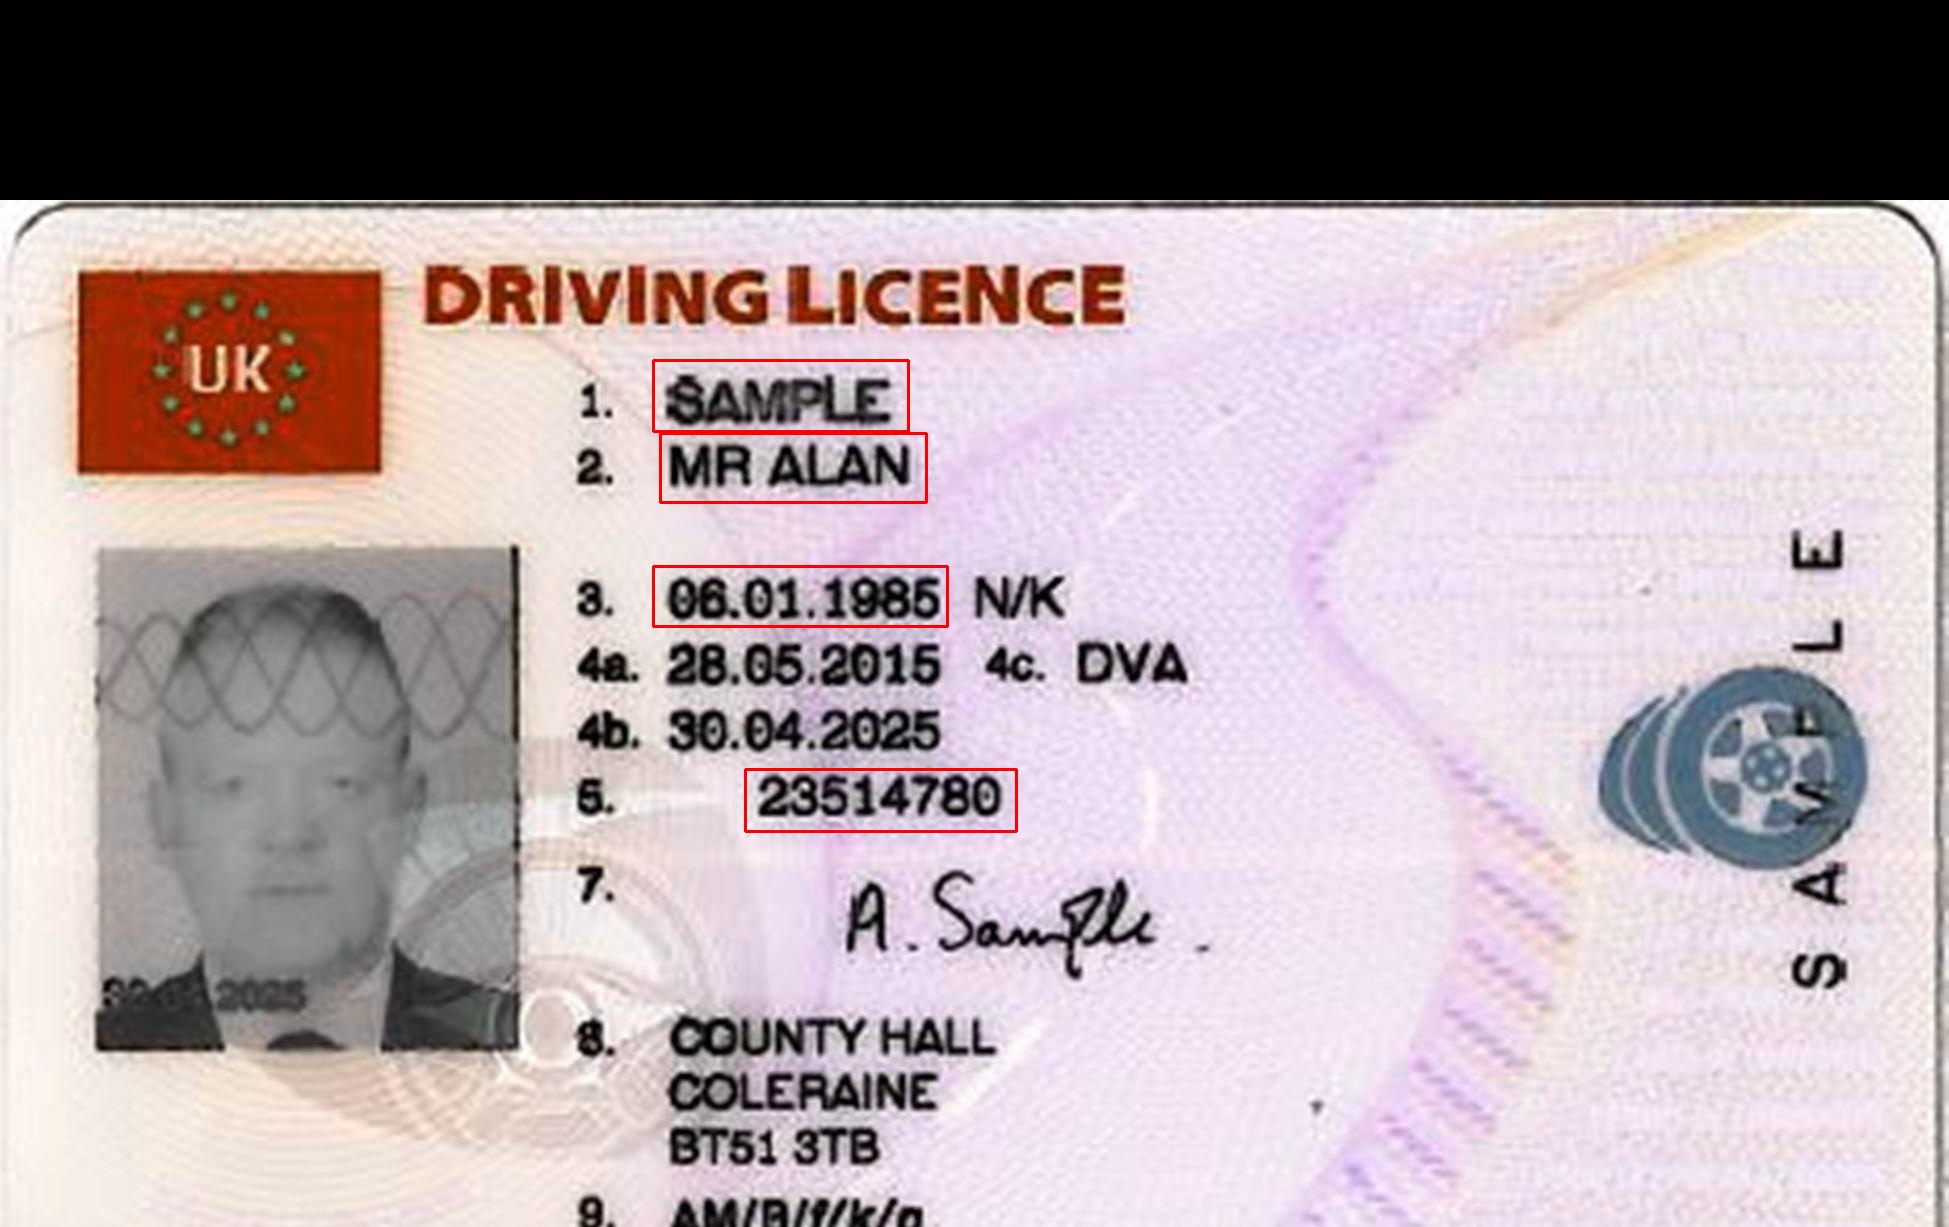 DRIVING LICENCE
UK
1. SAMPLE
2. MR ALAN
3. 06.01.1985 N/K
4a. 28.05.2015 4c. DVA
4b. 30.04.2025
5. 23514780
7. A. Sample.
8. COUNTY HALL
COLERAINE
BT51 3TB
9. AM/B/f/k/q
SAMPLE
2025